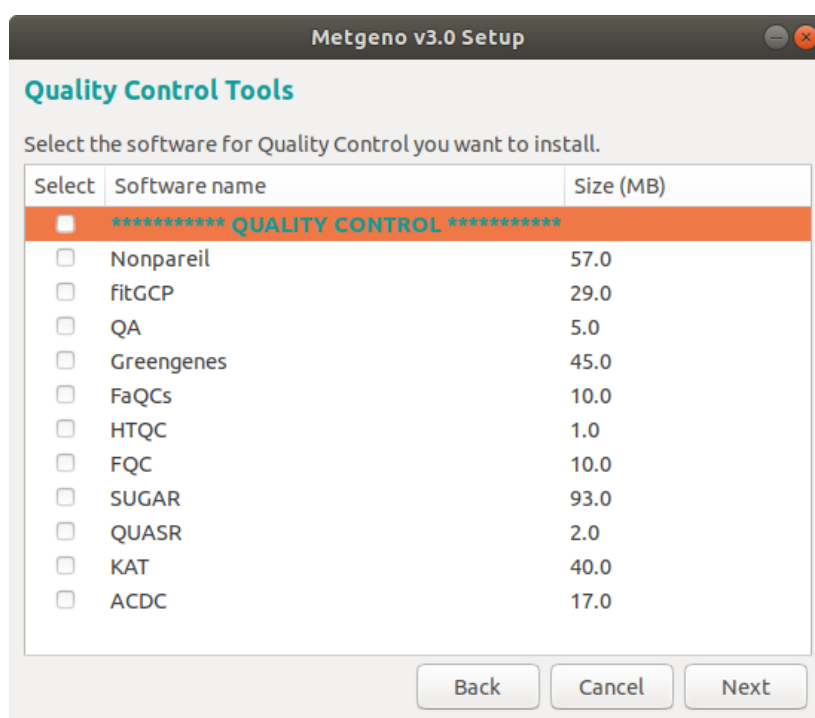 Metgeno v3.0 Setup
Quality Control Tools
Select the software for Quality Control you want to install.
Select Software name Size (MB)
*********** QUALITY CONTROL ***********
Nonpareil 57.0
fitGCP 29.0
QA 5.0
Greengenes 45.0
FaQCs 10.0
HTQC 1.0
FQC 10.0
SUGAR 93.0
QUASR 2.0
KAT 40.0
ACDC 17.0
Back Cancel Next